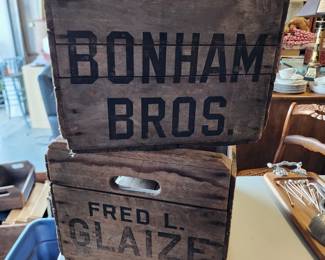 BONHAM
BROS.
FRED L.
GLAIZE